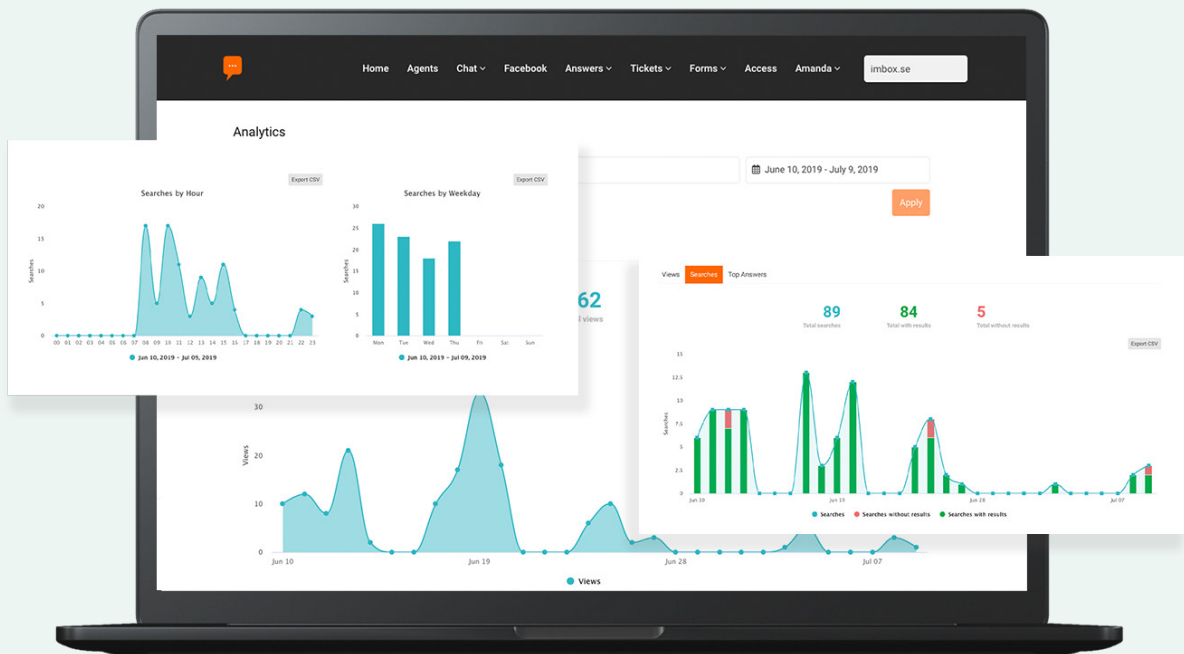 Home Agents Chat Facebook Answers Tickets Forms Access Amanda imbox.se
Analytics
June 10, 2019 - July 9, 2019
Apply
Export CSV
Searches by Hour
20
15
10
5
0
Searches
00 01 02 03 04 05 06 07 08 09 10 11 12 13 14 15 16 17 18 19 20 21 22 23
Jun 10, 2019 - Jul 09, 2019
Export CSV
Searches by Weekday
30
25
20
15
10
5
0
Searches
Mon Tue Wed Thu Fri Sat Sun
Jun 10, 2019 - Jul 09, 2019
62
views
Views Searches Top Answers
89 84 5
Total searches Total with results Total without results
Export CSV
15
12.5
10
7.5
5
2.5
0
Searches
Jun 10 Jun 19 Jun 28 Jul 07
Searches Searches without results Searches with results
30
20
10
0
Views
Jun 10 Jun 19 Jun 28 Jul 07
Views